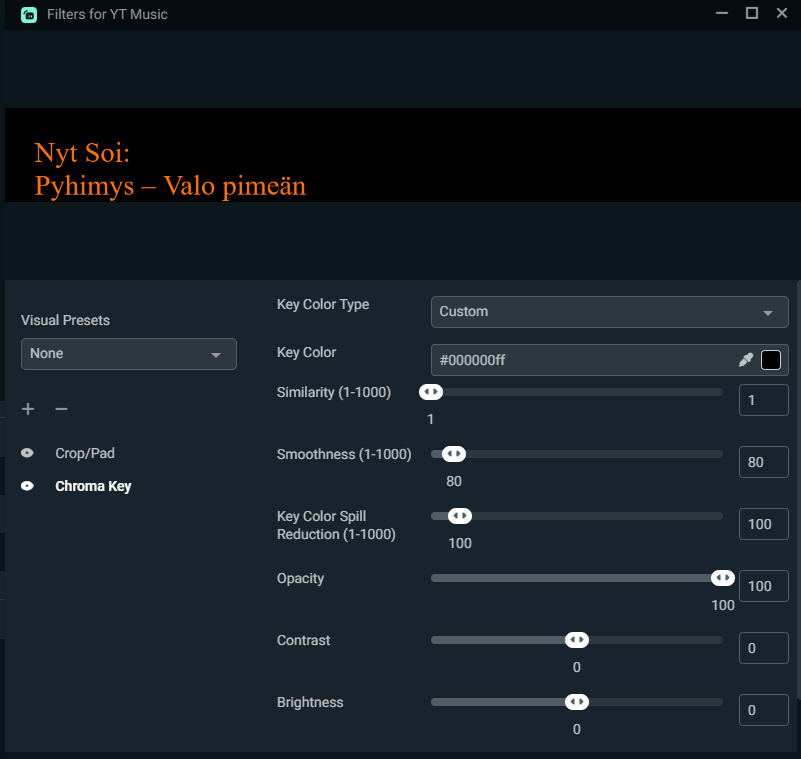 Filters for YT Music
Nyt Soi:
Pyhimys – Valo pimeän
Visual Presets
None
Crop/Pad
Chroma Key
Key Color Type
Custom
Key Color
#000000ff
Similarity (1-1000)
1
1
Smoothness (1-1000)
80
80
Key Color Spill
Reduction (1-1000)
100
100
Opacity
100
100
Contrast
0
0
Brightness
0
0